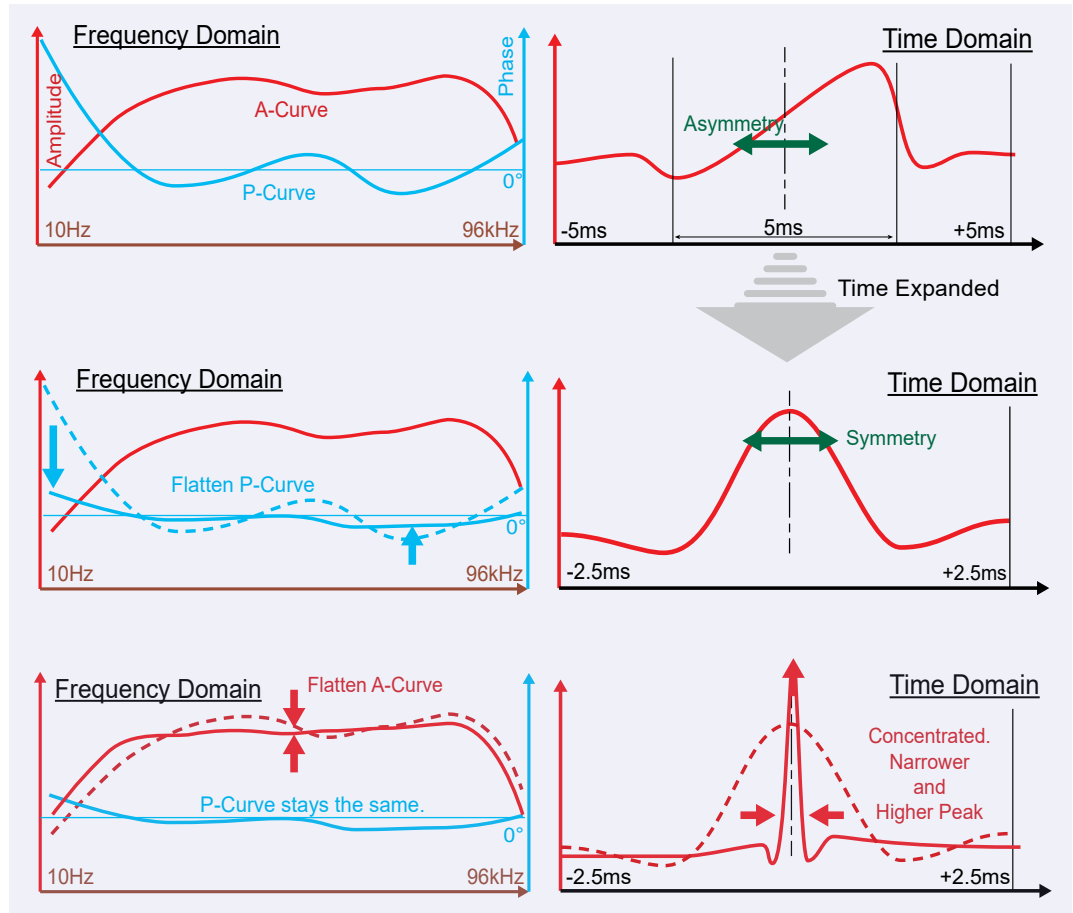 Frequency Domain
Amplitude
Phase
A-Curve
P-Curve
0°
10Hz
96kHz
Time Domain
Asymmetry
-5ms
5ms
+5ms
Time Expanded
Frequency Domain
Flatten P-Curve
0°
10Hz
96kHz
Time Domain
Symmetry
-2.5ms
+2.5ms
Frequency Domain
Flatten A-Curve
P-Curve stays the same.
0°
10Hz
96kHz
Time Domain
Concentrated.
Narrower
and
Higher Peak
-2.5ms
+2.5ms